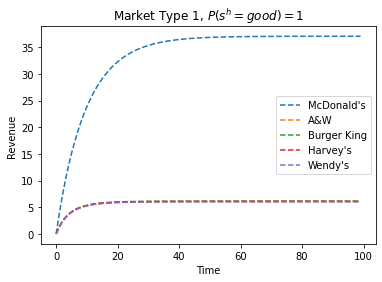 Market Type 1, P(s^h = good) = 1
Revenue
35
30
25
20
15
10
5
0
McDonald's
A&W
Burger King
Harvey's
Wendy's
0 20 40 60 80 100
Time